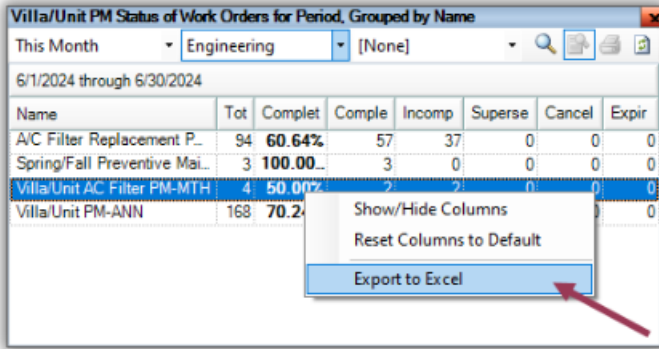 Villa/Unit PM Status of Work Orders for Period, Grouped by Name
This Month Engineering [None]
6/1/2024 through 6/30/2024
Name Tot Complet Comple Incomp Superse Cancel Expir
A/C Filter Replacement P... 94 60.64% 57 37 0 0 0
Spring/Fall Preventive Mai... 3 100.00... 3 0 0 0 0
Villa/Unit AC Filter PM-MTH 4 50.00% 2 2 0 0 0
Villa/Unit PM-ANN 168 70.24 0
Show/Hide Columns
Reset Columns to Default
Export to Excel